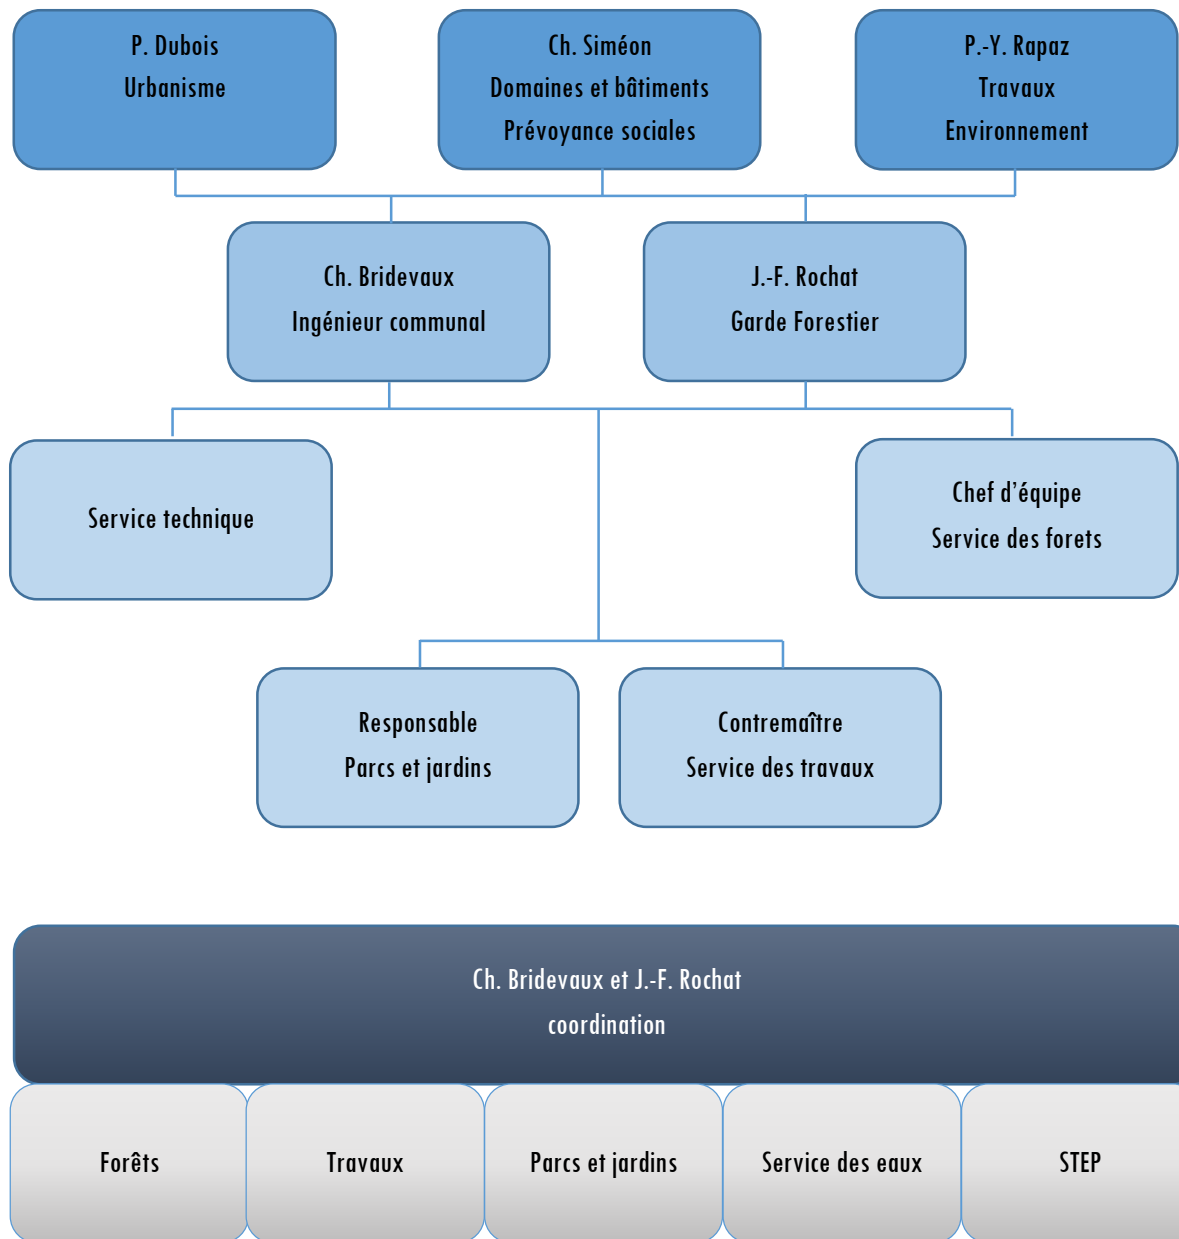 P. Dubois
Urbanisme
Ch. Siméon
Domaines et bâtiments
Prévoyance sociales
P.-Y. Rapaz
Travaux
Environnement
Ch. Bridevaux
Ingénieur communal
J.-F. Rochat
Garde Forestier
Service technique
Chef d’équipe
Service des forets
Responsable
Parcs et jardins
Contremaître
Service des travaux
Ch. Bridevaux et J.-F. Rochat
coordination
Forêts
Travaux
Parcs et jardins
Service des eaux
STEP